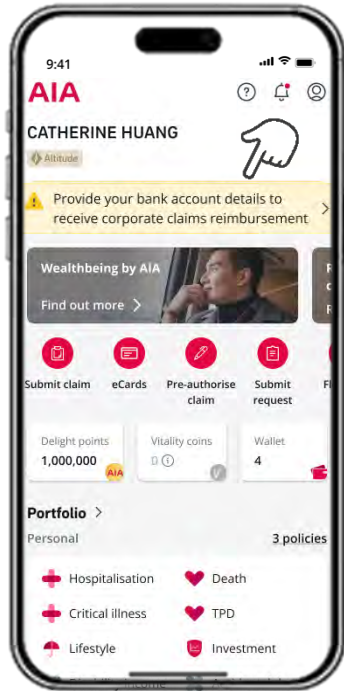 9:41
AIA
CATHERINE HUANG
Altitude
Provide your bank account details to
receive corporate claims reimbursement
Wealthbeing by AIA
Find out more
Submit claim
eCards
Pre-authorise
claim
Submit
request
Delight points
1,000,000
AIA
Vitality coins
0
Wallet
4
Portfolio
Personal
3 policies
Hospitalisation
Death
Critical illness
TPD
Lifestyle
Investment